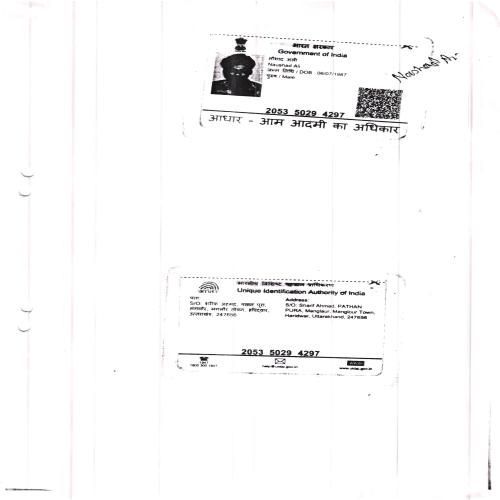 भारत सरकार
Government of India
नौशाद अली
Naushad Ali
जन्म तिथि / DOB : 06/07/1987
पुरुष / Male
Naushad Ali
2053 5029 4297
आधार - आम आदमी का अधिकार
भारतीय विशिष्ट पहचान प्राधिकरण
Unique Identification Authority of India
पता:
S/O: शरीफ अहमद, पठान पुरा,
मंगलौर, मंगलौर टाउन, हरिद्वार,
उत्तराखंड, 247656
Address:
S/O: Sharif Ahmad, PATHAN
PURA, Manglaur, Manglour Town,
Haridwar, Uttarakhand, 247656
2053 5029 4297
1947
1800 300 1947
help@uidai.gov.in
www.uidai.gov.in